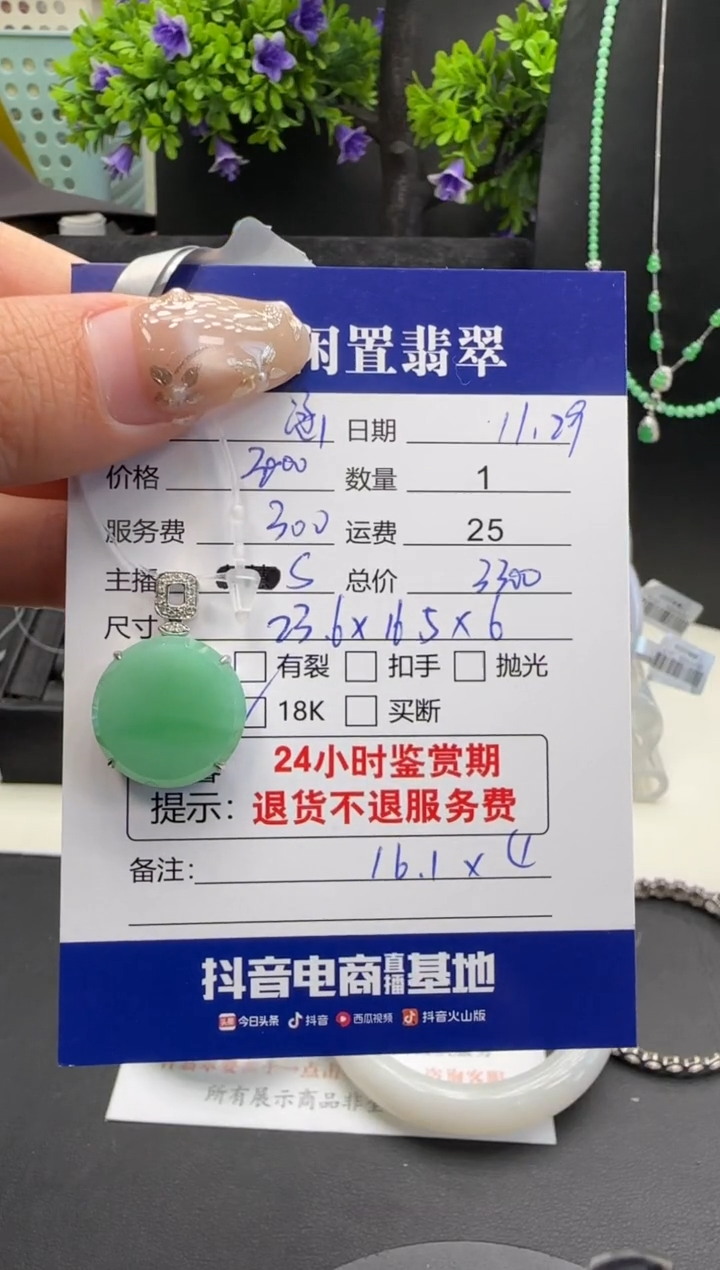 闲置翡翠
日期 11.29
价格 数量 1
服务费 300 运费 25
主播 S 总价 3300
尺寸 23.6x16.5x6
有裂 扣手 抛光
18K 买断
24小时鉴赏期
提示：退货不退服务费
备注：16.1x4
抖音电商直播基地
头条 今日头条 抖音 西瓜视频 抖音火山版
所有展示商品非